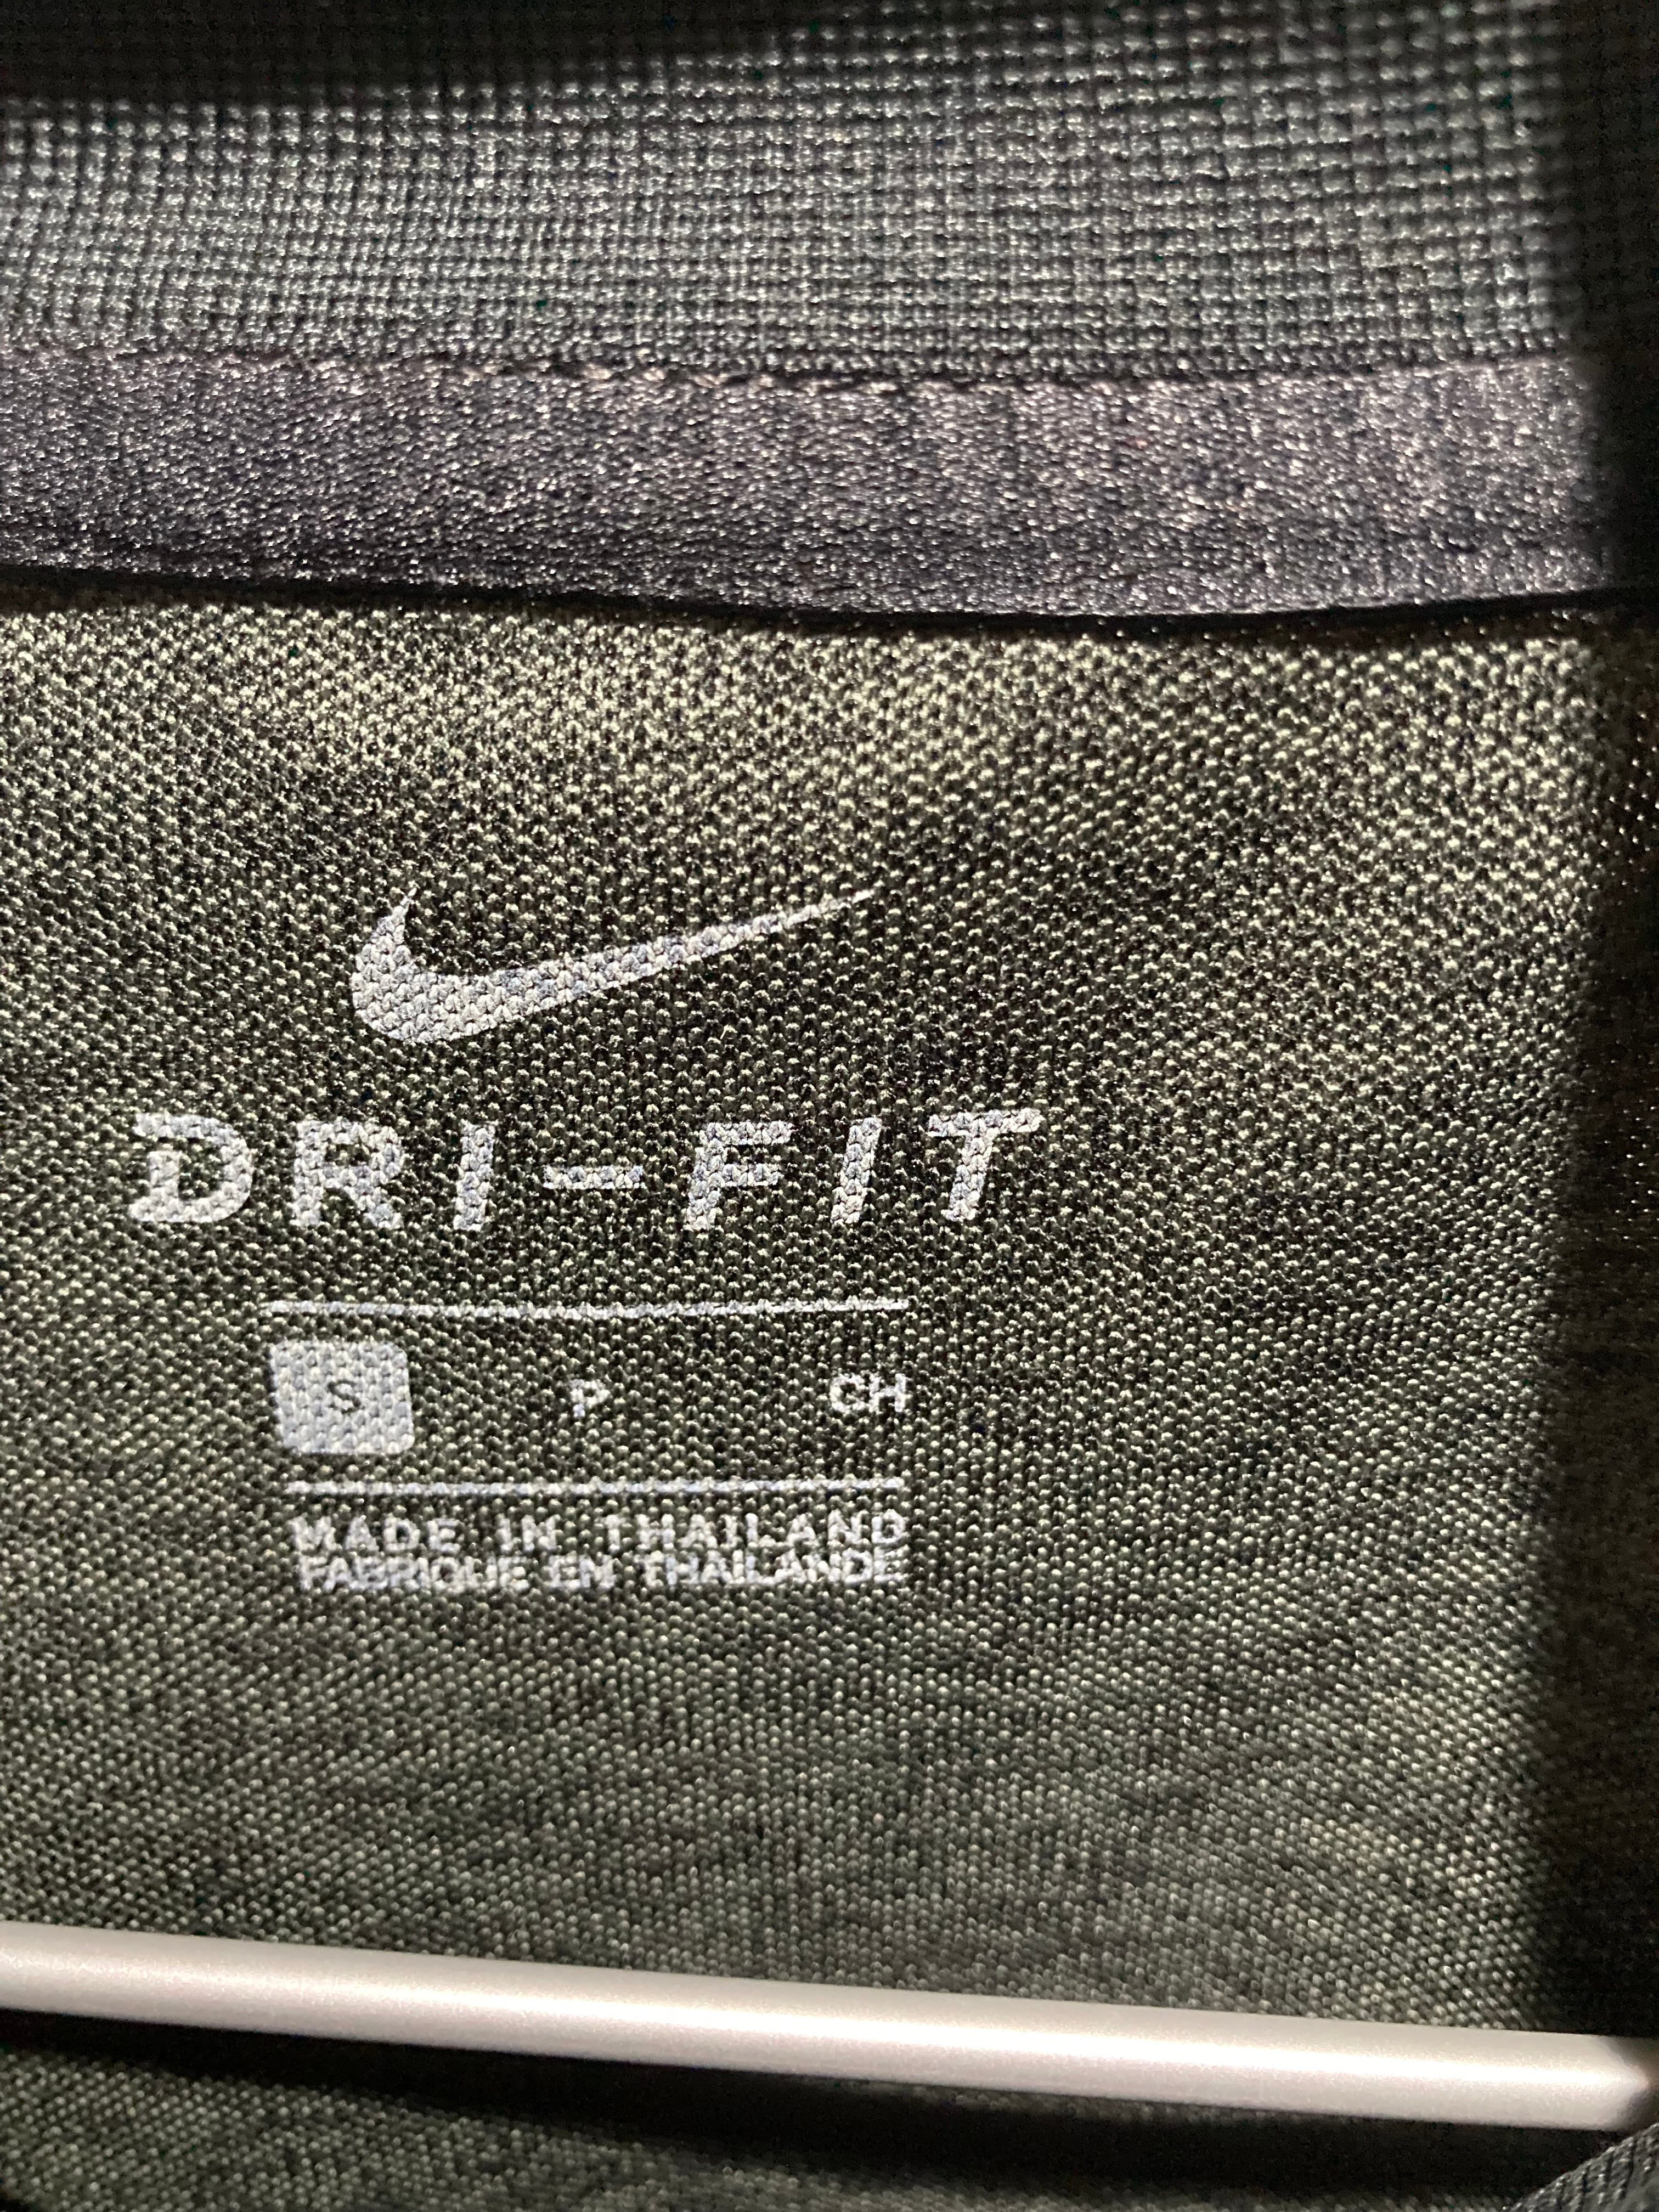 DRI-FIT
S P CH
MADE IN THAILAND
FABRIQUE EN THAILANDE